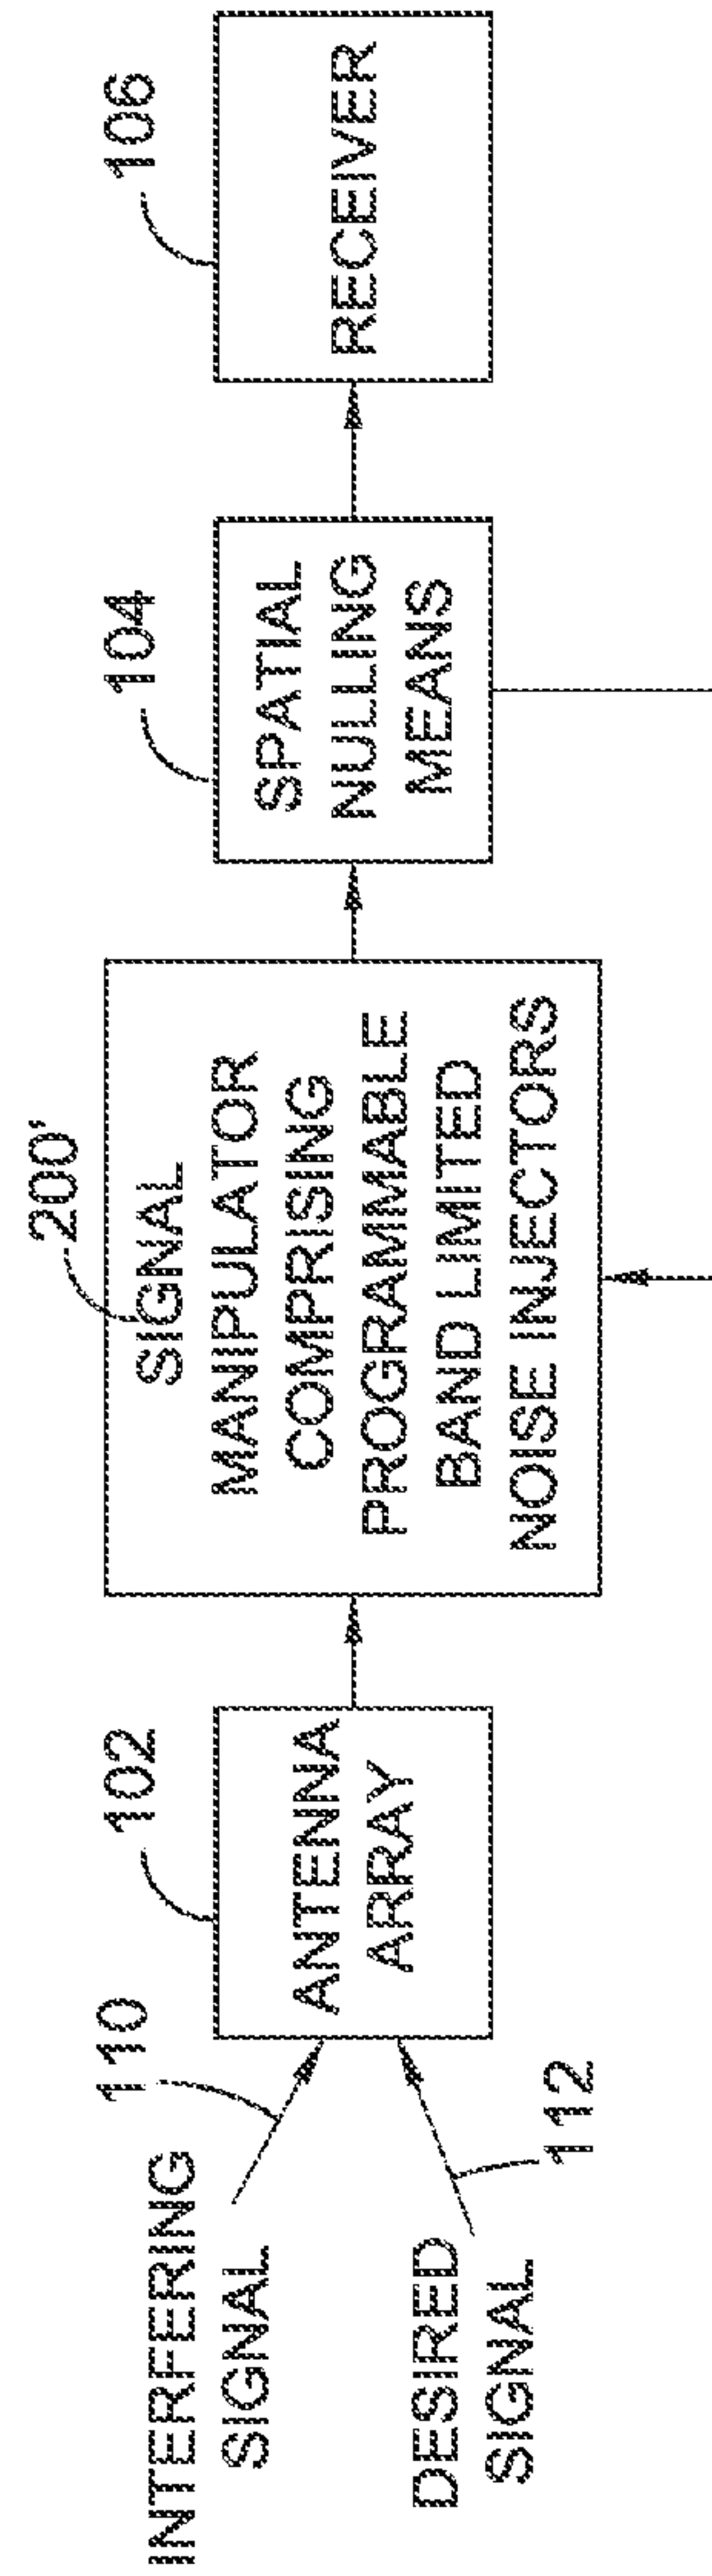 INTERFERING
SIGNAL
110
DESIRED
SIGNAL
112
102
ANTENNA
ARRAY
200'
SIGNAL
MANIPULATOR
COMPRISING
PROGRAMMABLE
BAND LIMITED
NOISE INJECTORS
104
SPATIAL
NULLING
MEANS
106
RECEIVER